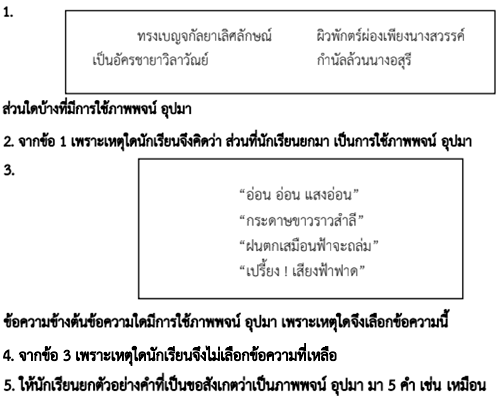 1.
ทรงเบญจกัลยาเลิศลักษณ์ ผิวพักตร์ผ่องเพียงนางสวรรค์
เป็นอัครชายาวิลาวัณย์ กำนัลล้วนนางอสุรี
ส่วนใดบ้างที่มีการใช้ภาพพจน์ อุปมา
2. จากข้อ 1 เพราะเหตุใดนักเรียนจึงคิดว่า ส่วนที่นักเรียนยกมา เป็นการใช้ภาพพจน์ อุปมา
3.
“อ่อน อ่อน แสงอ่อน”
“กระดาษขาวราวสำลี”
“ฝนตกเสมือนฟ้าจะถล่ม”
“เปรี้ยง ! เสียงฟ้าฟาด”
ข้อความข้างต้นข้อความใดมีการใช้ภาพพจน์ อุปมา เพราะเหตุใดจึงเลือกข้อความนี้
4. จากข้อ 3 เพราะเหตุใดนักเรียนจึงไม่เลือกข้อความที่เหลือ
5. ให้นักเรียนยกตัวอย่างคำที่เป็นขอสังเกตว่าเป็นภาพพจน์ อุปมา มา 5 คำ เช่น เหมือน